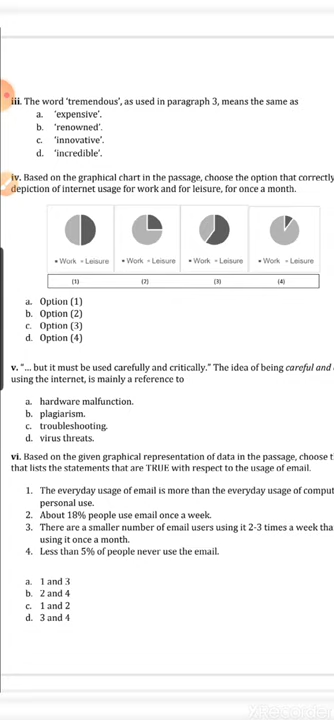 iii. The word 'tremendous', as used in paragraph 3, means the same as
a. 'expensive'.
b. 'renowned'.
c. 'innovative'.
d. 'incredible'.
iv. Based on the graphical chart in the passage, choose the option that correctly
depiction of internet usage for work and for leisure, for once a month.
• Work • Leisure • Work • Leisure • Work • Leisure • Work • Leisure
(1) (2) (3) (4)
a. Option (1)
b. Option (2)
c. Option (3)
d. Option (4)
v. "… but it must be used carefully and critically." The idea of being careful and
using the internet, is mainly a reference to
a. hardware malfunction.
b. plagiarism.
c. troubleshooting.
d. virus threats.
vi. Based on the given graphical representation of data in the passage, choose
that lists the statements that are TRUE with respect to the usage of email.
1. The everyday usage of email is more than the everyday usage of
personal use.
2. About 18% people use email once a week.
3. There are a smaller number of email users using it 2-3 times a week
using it once a month.
4. Less than 5% of people never use the email.
a. 1 and 3
b. 2 and 4
c. 1 and 2
d. 3 and 4